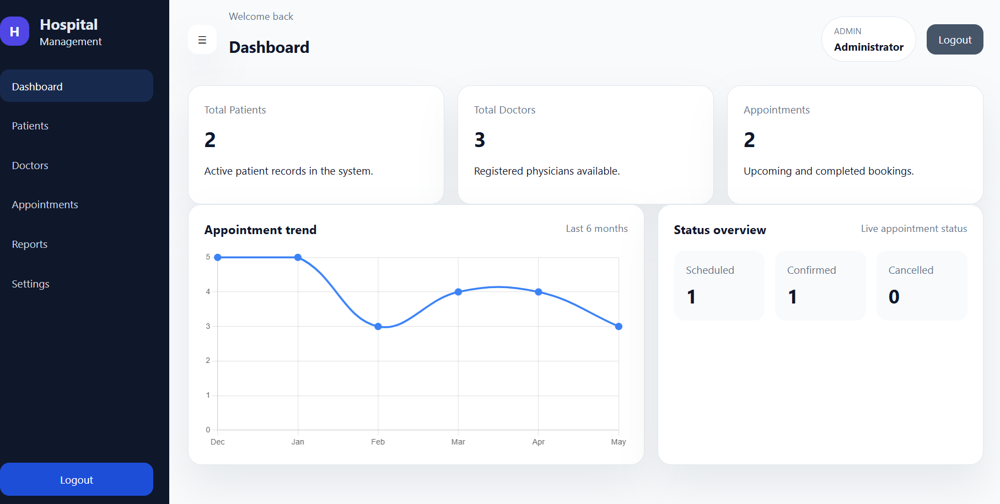 H
Hospital
Management
Dashboard
Patients
Doctors
Appointments
Reports
Settings
Logout
Welcome back
Dashboard
ADMIN
Administrator
Logout
Total Patients
2
Active patient records in the system.
Total Doctors
3
Registered physicians available.
Appointments
2
Upcoming and completed bookings.
Appointment trend
Last 6 months
5
4
3
2
1
0
Dec Jan Feb Mar Apr May
Status overview
Live appointment status
Scheduled
1
Confirmed
1
Cancelled
0